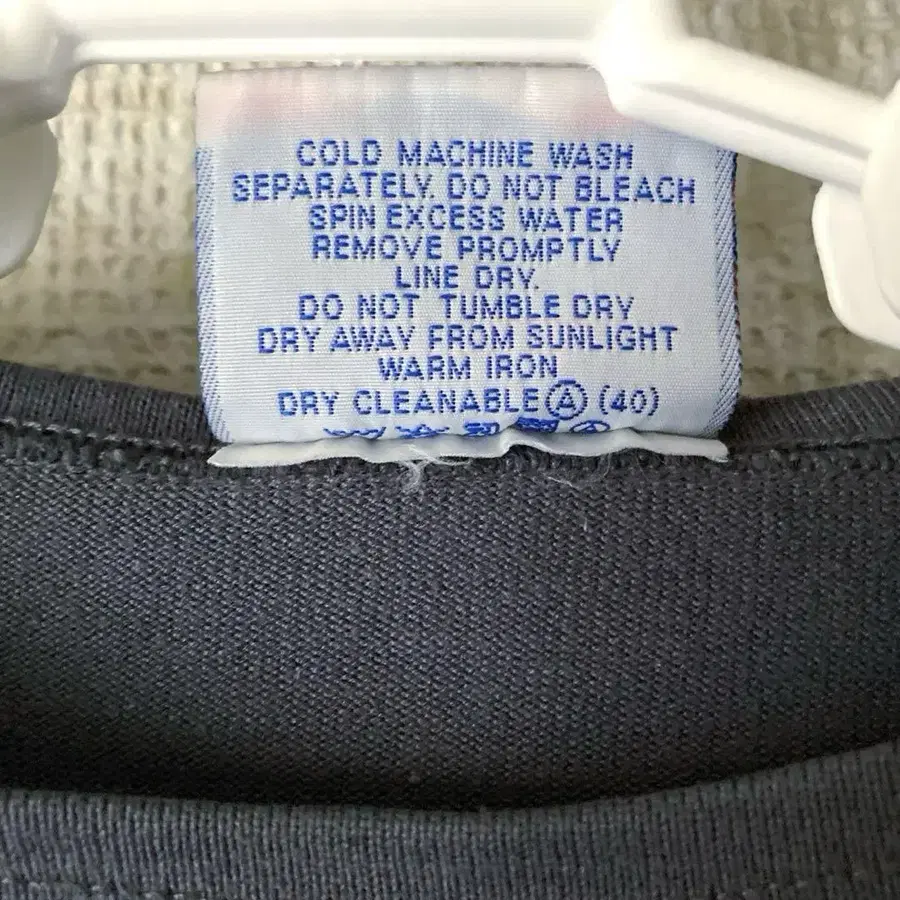 COLD MACHINE WASH
SEPARATELY. DO NOT BLEACH
SPIN EXCESS WATER
REMOVE PROMPTLY
LINE DRY.
DO NOT TUMBLE DRY
DRY AWAY FROM SUNLIGHT
WARM IRON
DRY CLEANABLE Ⓐ (40)